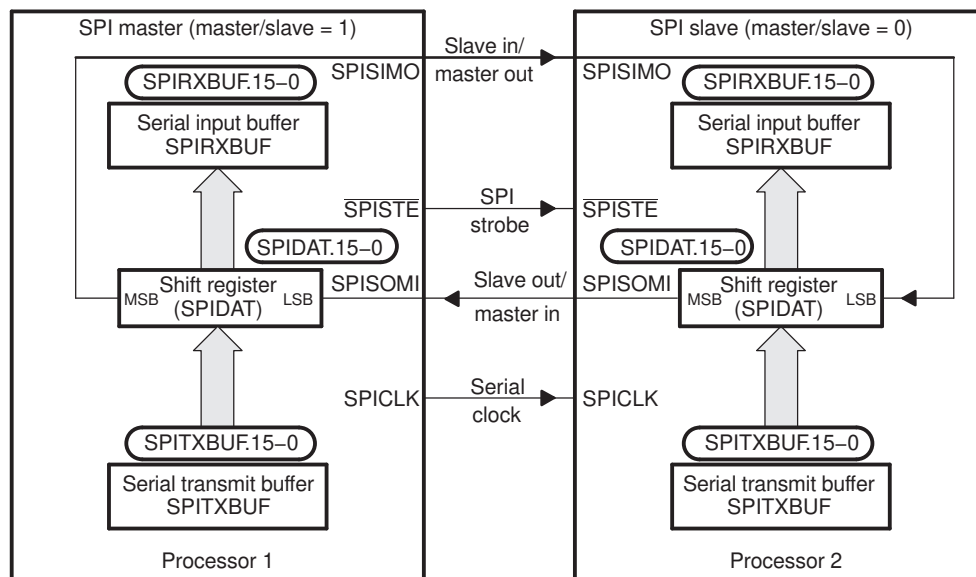 SPI master (master/slave = 1)
SPISIMO
SPIRXBUF.15–0
Serial input buffer
SPIRXBUF
SPISTE
SPIDAT.15–0
MSB
Shift register
(SPIDAT)
LSB
SPISOMI
SPICLK
SPITXBUF.15–0
Serial transmit buffer
SPITXBUF
Processor 1
Slave in/
master out
SPI
strobe
Slave out/
master in
Serial
clock
SPI slave (master/slave = 0)
SPISIMO
SPIRXBUF.15–0
Serial input buffer
SPIRXBUF
SPISTE
SPIDAT.15–0
SPISOMI
MSB
Shift register
(SPIDAT)
LSB
SPICLK
SPITXBUF.15–0
Serial transmit buffer
SPITXBUF
Processor 2